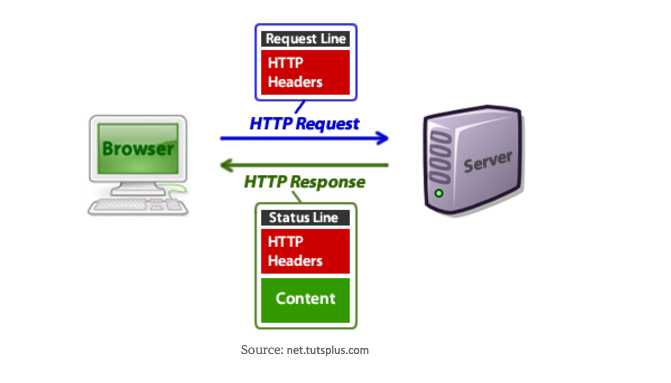 Request Line
HTTP
Headers
HTTP Request
Browser
Server
HTTP Response
Status Line
HTTP
Headers
Content
Source: net.tutsplus.com